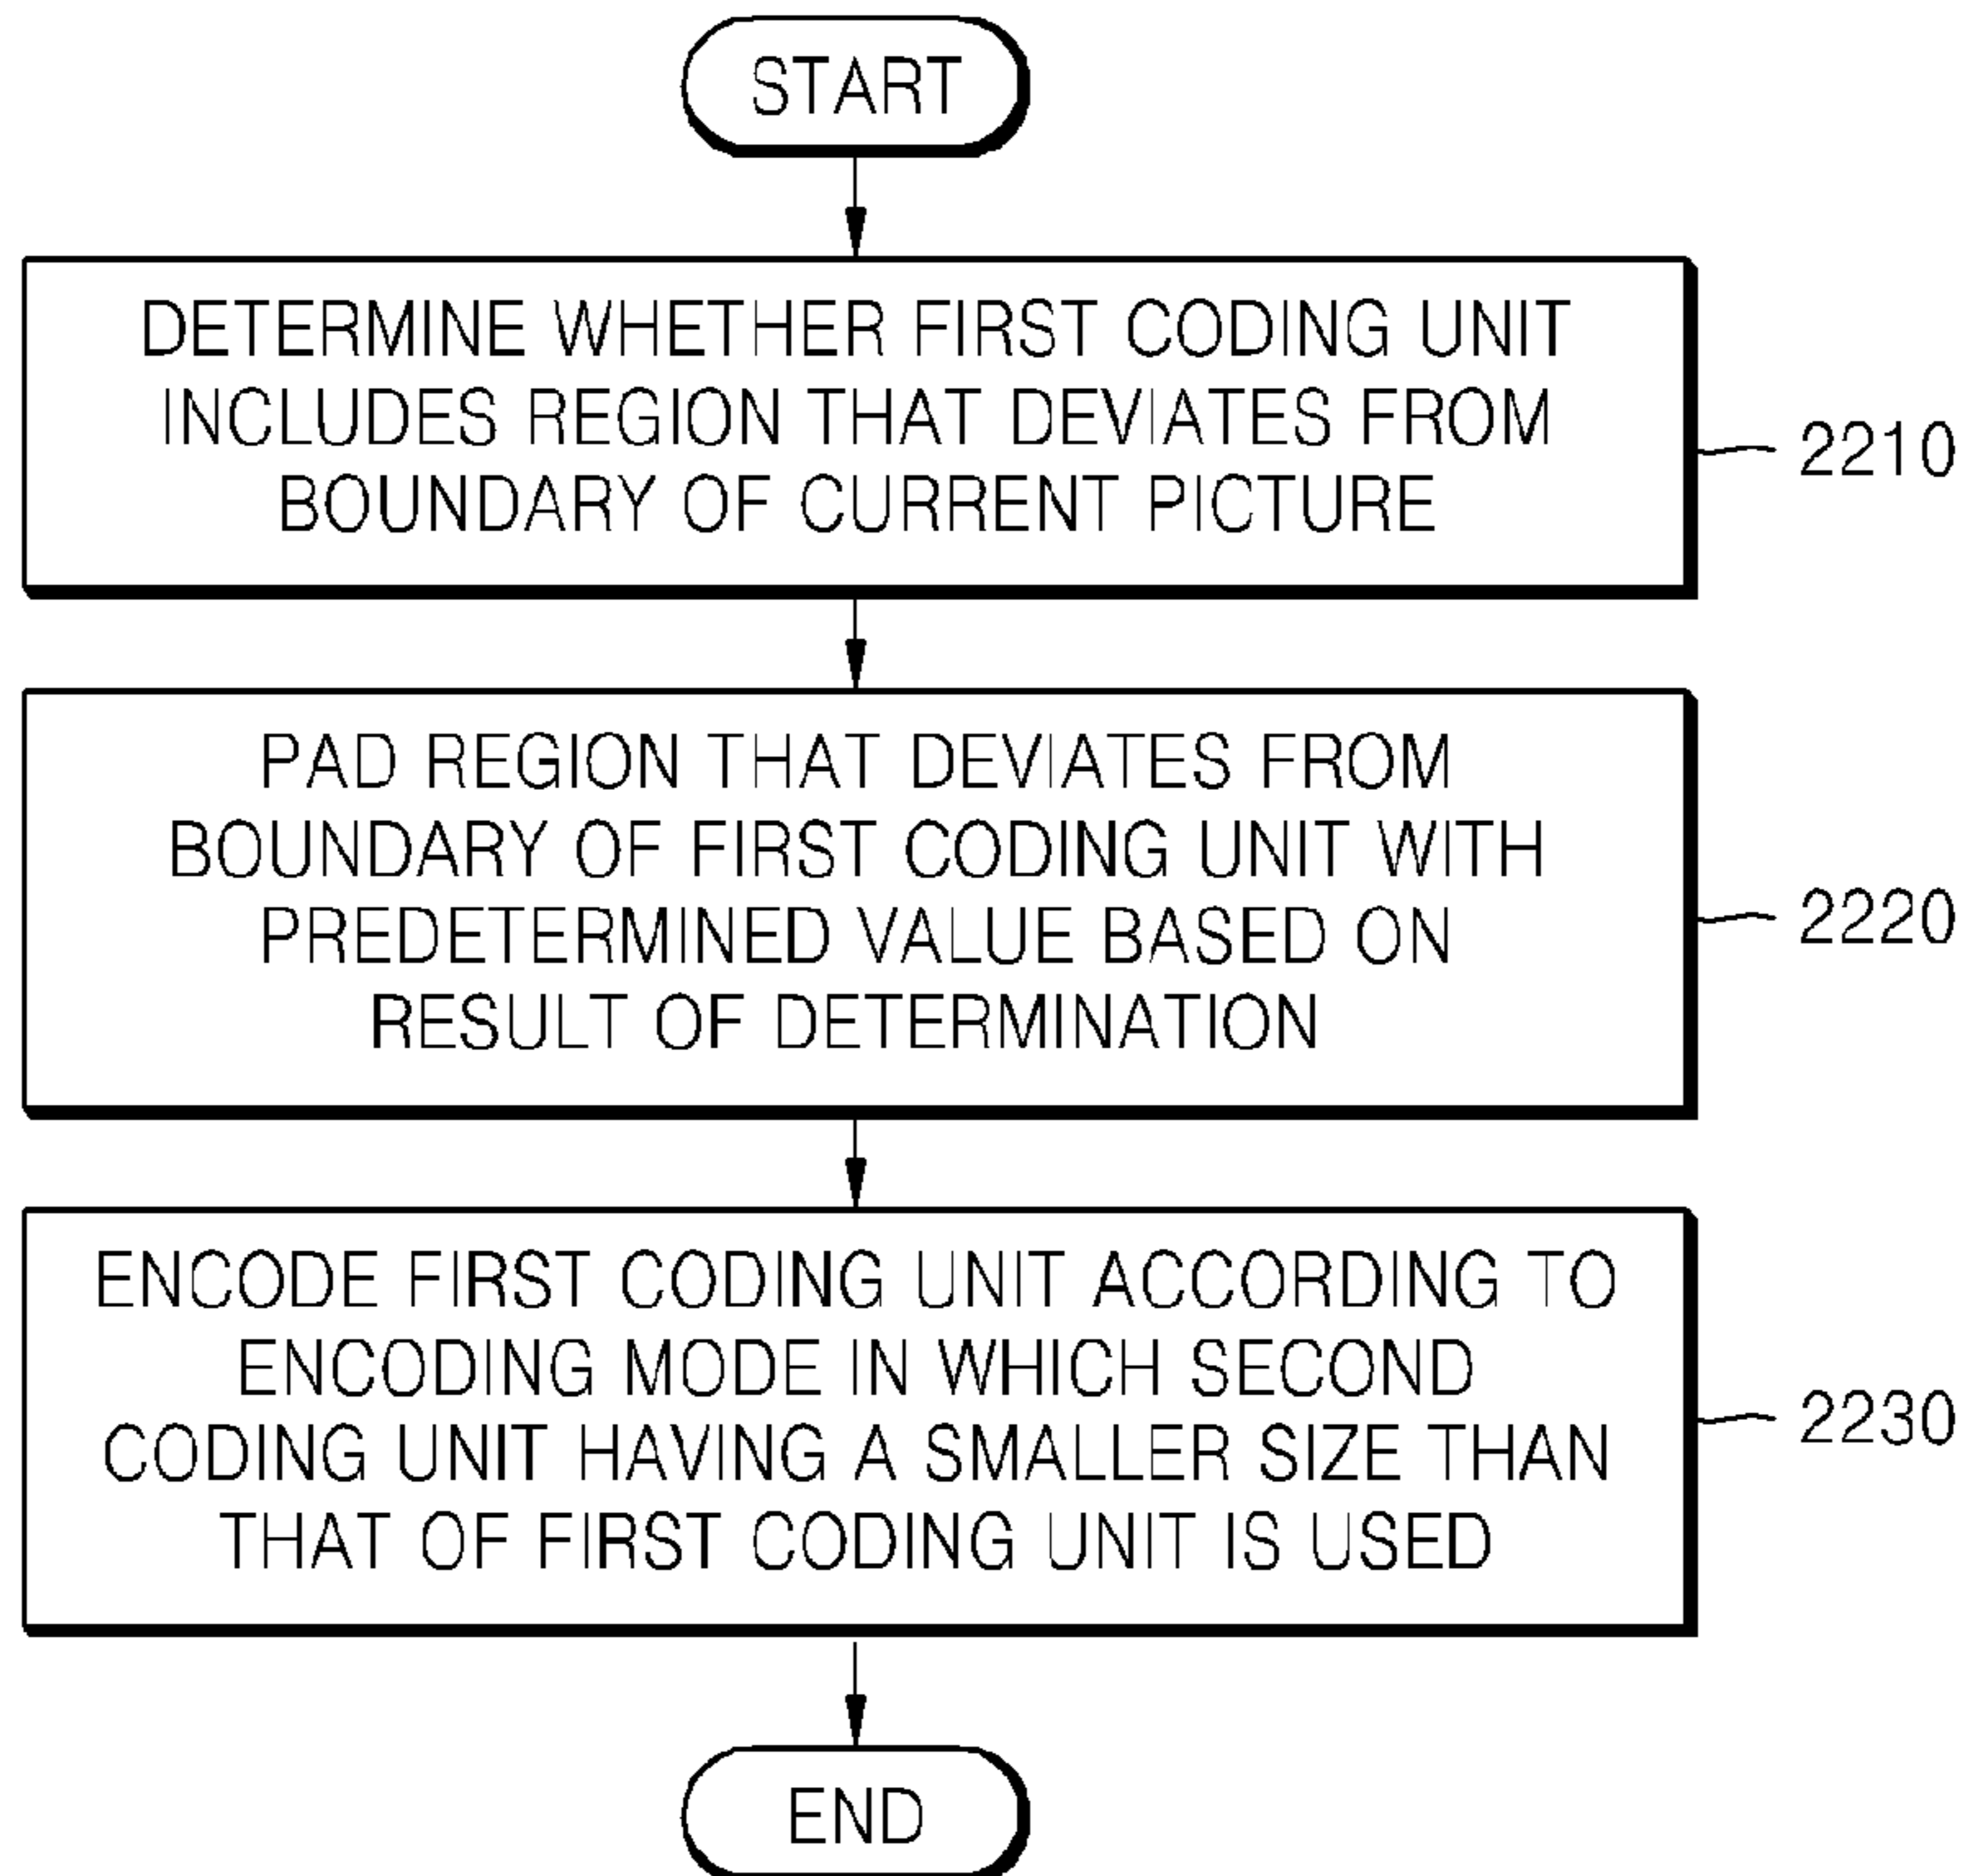 START
DETERMINE WHETHER FIRST CODING UNIT
INCLUDES REGION THAT DEVIATES FROM
BOUNDARY OF CURRENT PICTURE
2210
PAD REGION THAT DEVIATES FROM
BOUNDARY OF FIRST CODING UNIT WITH
PREDETERMINED VALUE BASED ON
RESULT OF DETERMINATION
2220
ENCODE FIRST CODING UNIT ACCORDING TO
ENCODING MODE IN WHICH SECOND
CODING UNIT HAVING A SMALLER SIZE THAN
THAT OF FIRST CODING UNIT IS USED
2230
END